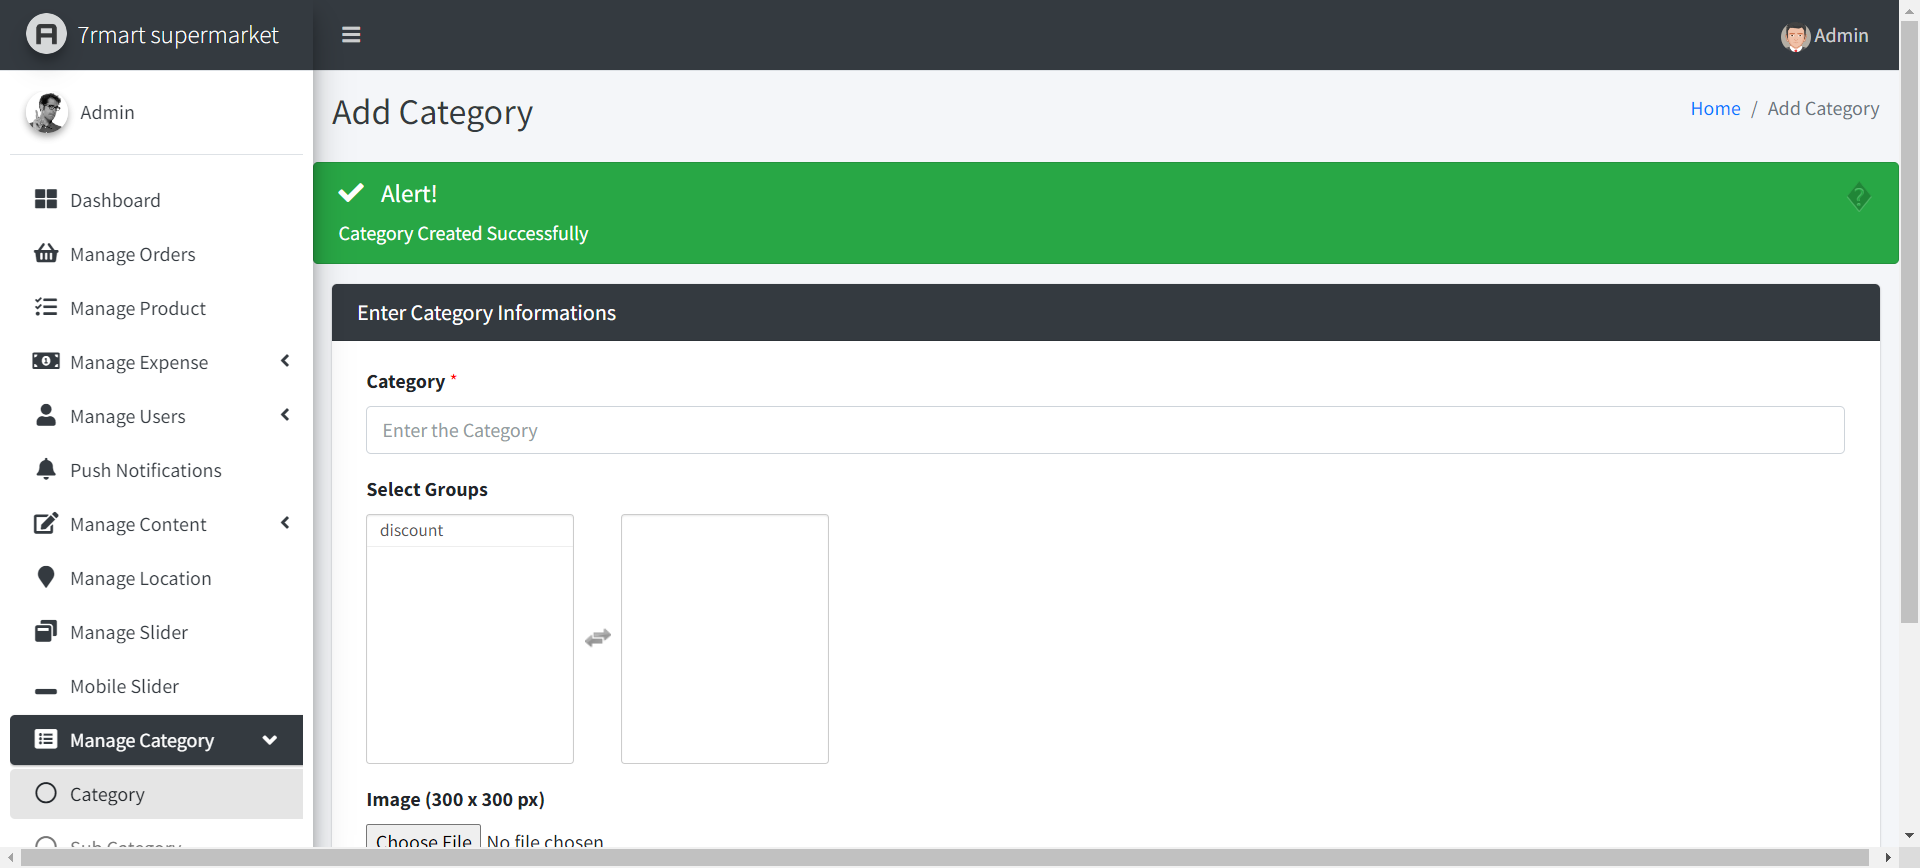 7rmart supermarket
Admin
Admin
Dashboard
Manage Orders
Manage Product
Manage Expense
Manage Users
Push Notifications
Manage Content
Manage Location
Manage Slider
Mobile Slider
Manage Category
Category
Sub Category
Add Category
Home / Add Category
Alert!
Category Created Successfully
Enter Category Informations
Category *
Enter the Category
Select Groups
discount
Image (300 x 300 px)
Choose File No file chosen